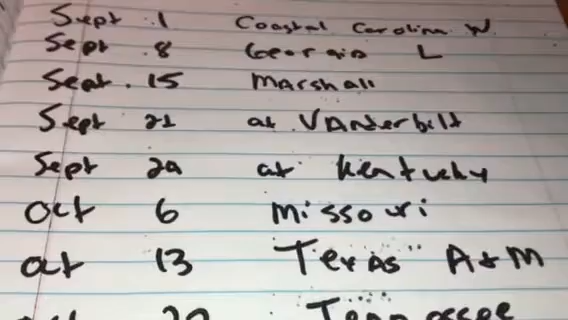 Sept . 1 Coastal Carolina W
Sept . 8 Georgia L
Sept . 15 Marshall
Sept 21 at Vanderbilt
Sept 29 at Kentucky
Oct 6 Missouri
Oct 13 Texas A+M
Tennessee